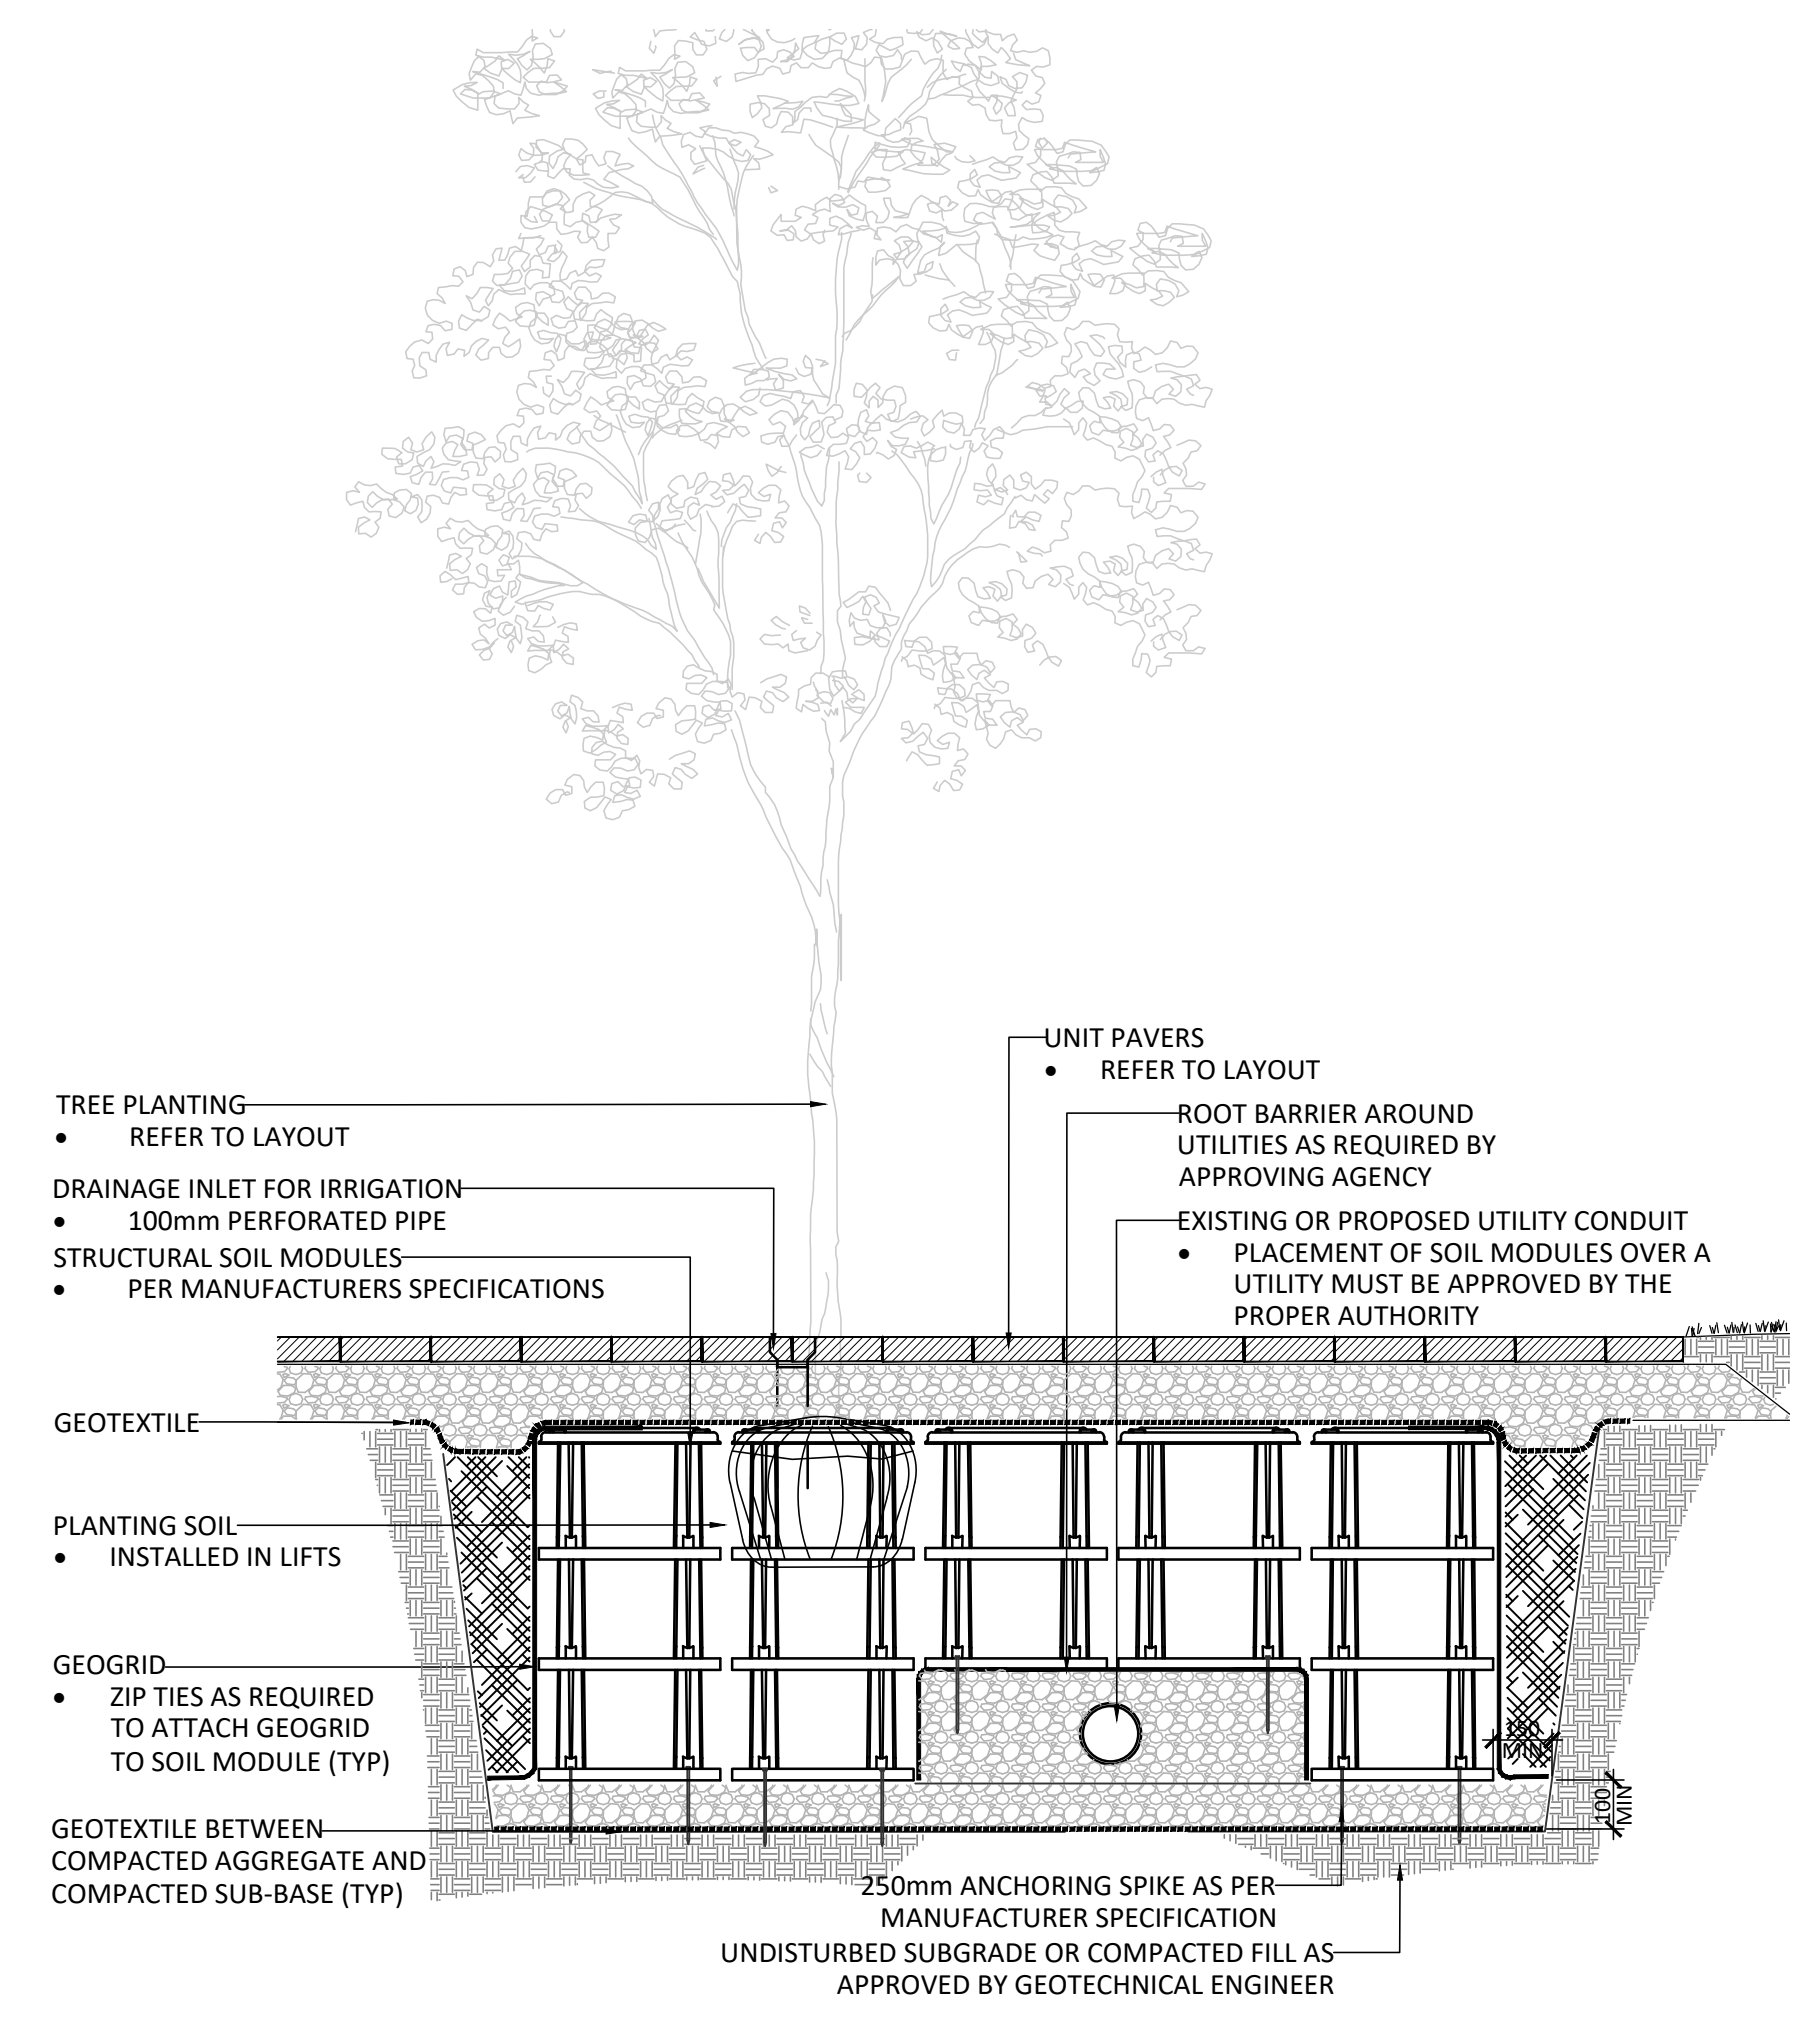 UNIT PAVERS
• REFER TO LAYOUT
TREE PLANTING
• REFER TO LAYOUT
ROOT BARRIER AROUND
UTILITIES AS REQUIRED BY
APPROVING AGENCY
DRAINAGE INLET FOR IRRIGATION
• 100mm PERFORATED PIPE
STRUCTURAL SOIL MODULES
• PER MANUFACTURERS SPECIFICATIONS
EXISTING OR PROPOSED UTILITY CONDUIT
• PLACEMENT OF SOIL MODULES OVER A
UTILITY MUST BE APPROVED BY THE
PROPER AUTHORITY
GEOTEXTILE
PLANTING SOIL
• INSTALLED IN LIFTS
GEOGRID
• ZIP TIES AS REQUIRED
TO ATTACH GEOGRID
TO SOIL MODULE (TYP)
150
MIN
100
MIN
GEOTEXTILE BETWEEN
COMPACTED AGGREGATE AND
COMPACTED SUB-BASE (TYP)
250mm ANCHORING SPIKE AS PER
MANUFACTURER SPECIFICATION
UNDISTURBED SUBGRADE OR COMPACTED FILL AS
APPROVED BY GEOTECHNICAL ENGINEER